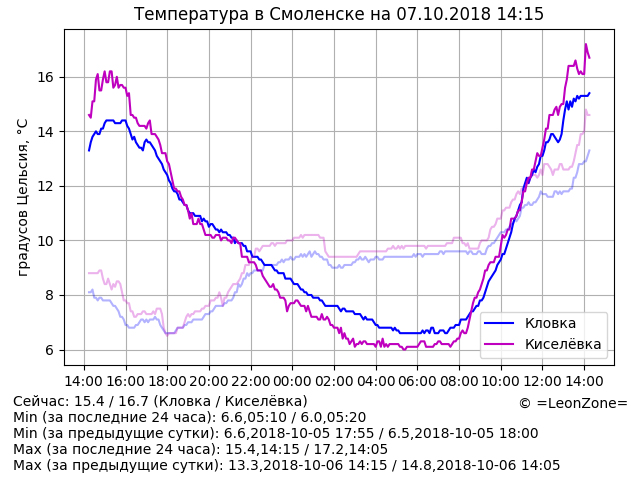 Температура в Смоленске на 07.10.2018 14:15
градусов Цельсия, °C
16
14
12
10
8
6
Кловка
Киселёвка
14:00 16:00 18:00 20:00 22:00 00:00 02:00 04:00 06:00 08:00 10:00 12:00 14:00
Сейчас: 15.4 / 16.7 (Кловка / Киселёвка)
© =LeonZone=
Min (за последние 24 часа): 6.6,05:10 / 6.0,05:20
Min (за предыдущие сутки): 6.6,2018-10-05 17:55 / 6.5,2018-10-05 18:00
Max (за последние 24 часа): 15.4,14:15 / 17.2,14:05
Max (за предыдущие сутки): 13.3,2018-10-06 14:15 / 14.8,2018-10-06 14:05